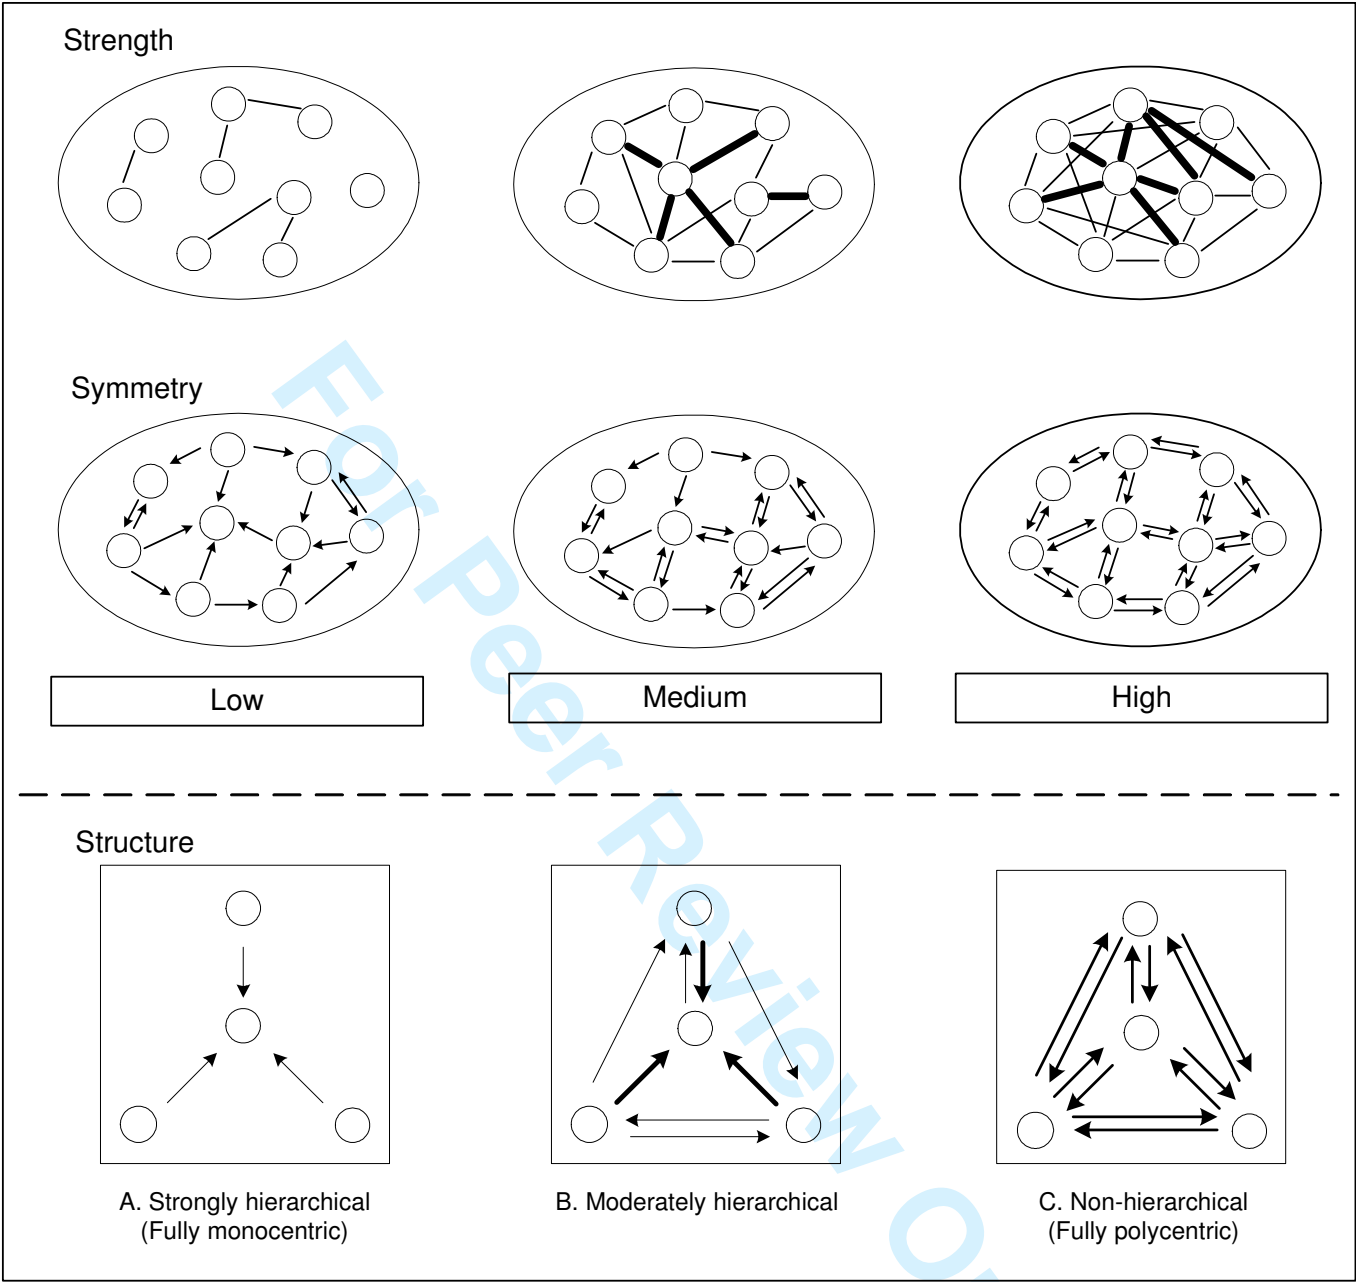 Strength
Symmetry
Low
Medium
High
Structure
A. Strongly hierarchical
(Fully monocentric)
B. Moderately hierarchical
C. Non-hierarchical
(Fully polycentric)
For Peer Review